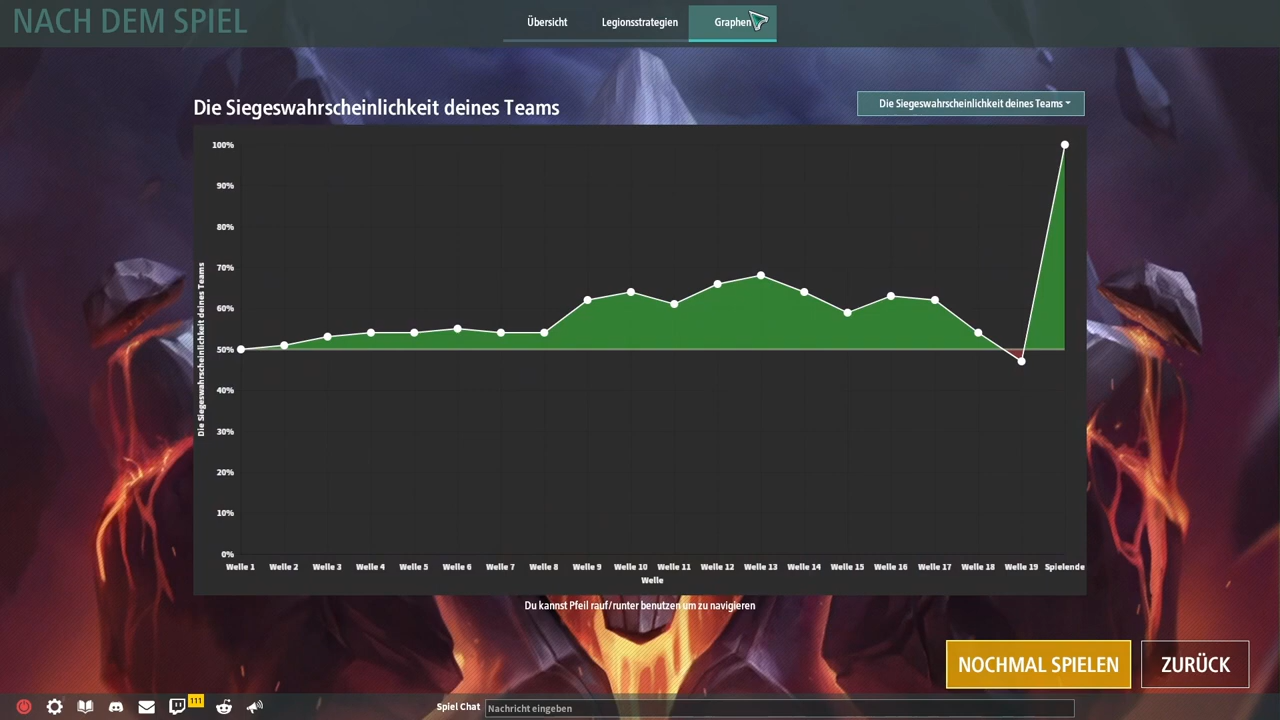 NACH DEM SPIEL
Übersicht
Legionsstrategien
Graphen
Die Siegeswahrscheinlichkeit deines Teams
Die Siegeswahrscheinlichkeit deines Teams
100%
90%
80%
70%
60%
50%
40%
30%
20%
10%
0%
Die Siegeswahrscheinlichkeit deines Teams
Welle 1 Welle 2 Welle 3 Welle 4 Welle 5 Welle 6 Welle 7 Welle 8 Welle 9 Welle 10 Welle 11 Welle 12 Welle 13 Welle 14 Welle 15 Welle 16 Welle 17 Welle 18 Welle 19 Spielende
Welle
Du kannst Pfeil rauf/runter benutzen um zu navigieren
NOCHMAL SPIELEN
ZURÜCK
111
Spiel Chat
Nachricht eingeben